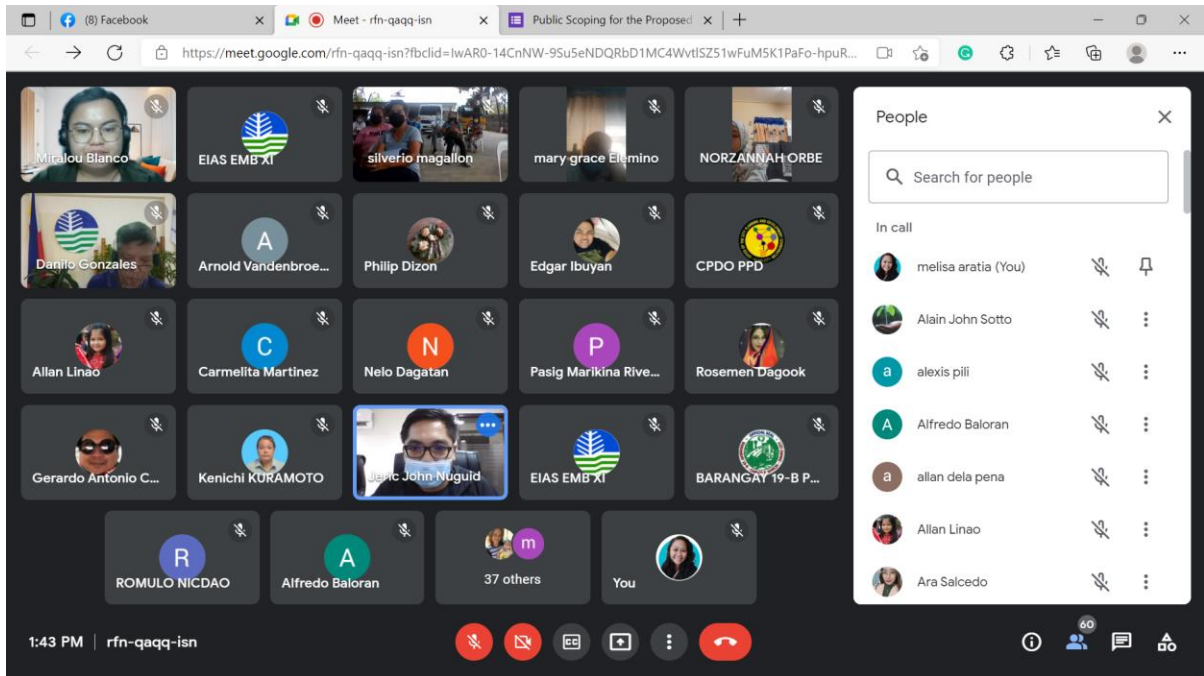 (8) Facebook
Meet - rfn-qaqq-isn
Public Scoping for the Proposed
https://meet.google.com/rfn-qaqq-isn?fbclid=IwAR0-14CnNW-9Su5eNDQRbD1MC4WvtlSZ51wFuM5K1PaFo-hpuR...
Miralou Blanco
EIAS EMB XI
silverio magallon
mary grace Elemino
NORZANNAH ORBE
Danilo Gonzales
A
Arnold Vandenbroe...
Philip Dizon
Edgar Ibuyan
CPDO PPD
Allan Linao
C
Carmelita Martinez
N
Nelo Dagatan
P
Pasig Marikina Rive...
Rosemen Dagook
Gerardo Antonio C...
Kenichi KURAMOTO
Jeric John Nuguid
EIAS EMB XI
BARANGAY 19-B P...
R
ROMULO NICDAO
A
Alfredo Baloran
m
37 others
You
People
Search for people
In call
melisa aratia (You)
Alain John Sotto
a
alexis pili
A
Alfredo Baloran
a
allan dela pena
Allan Linao
Ara Salcedo
1:43 PM | rfn-qaqq-isn
CC
60